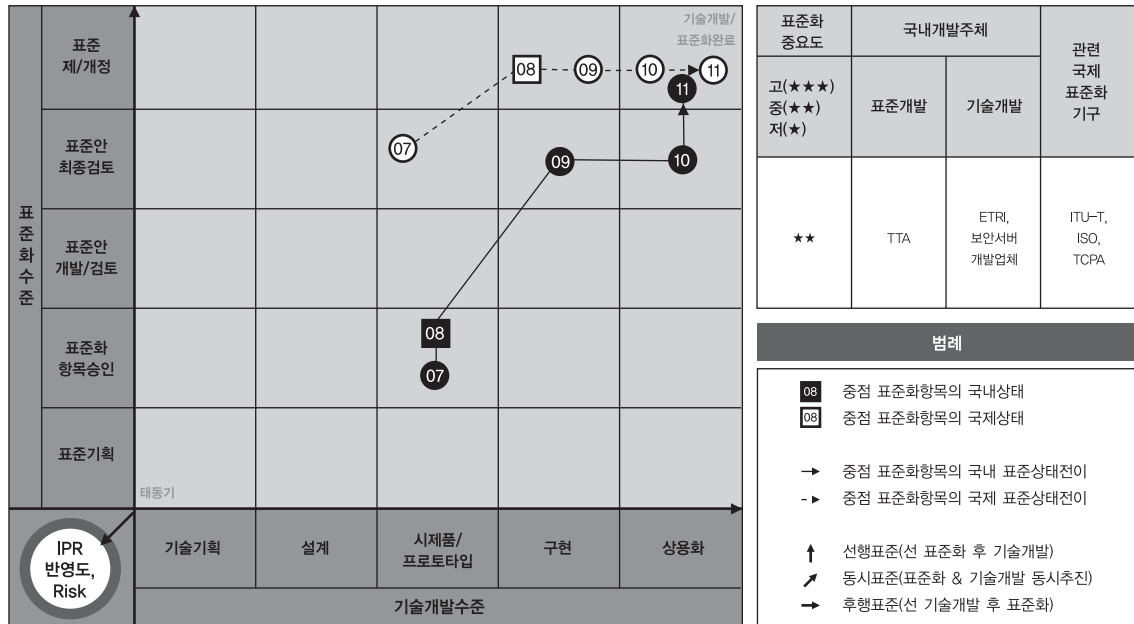 기술개발/
표준화완료
표준
제/개정
08
09
10
11
11
표준안
최종검토
07
09
10
표준화수준
표준안
개발/검토
표준화
항목승인
08
07
표준기획
태동기
IPR
반영도,
Risk
기술기획
설계
시제품/
프로토타입
구현
상용화
기술개발수준
표준화
중요도
국내개발주체
관련
국제
표준화
기구
고(★★★)
중(★★)
저(★)
표준개발
기술개발
★★
TTA
ETRI,
보안서버
개발업체
ITU-T,
ISO,
TCPA
범례
08 중점 표준화항목의 국내상태
08 중점 표준화항목의 국제상태
중점 표준화항목의 국내 표준상태전이
중점 표준화항목의 국제 표준상태전이
선행표준(선 표준화 후 기술개발)
동시표준(표준화 & 기술개발 동시추진)
후행표준(선 기술개발 후 표준화)